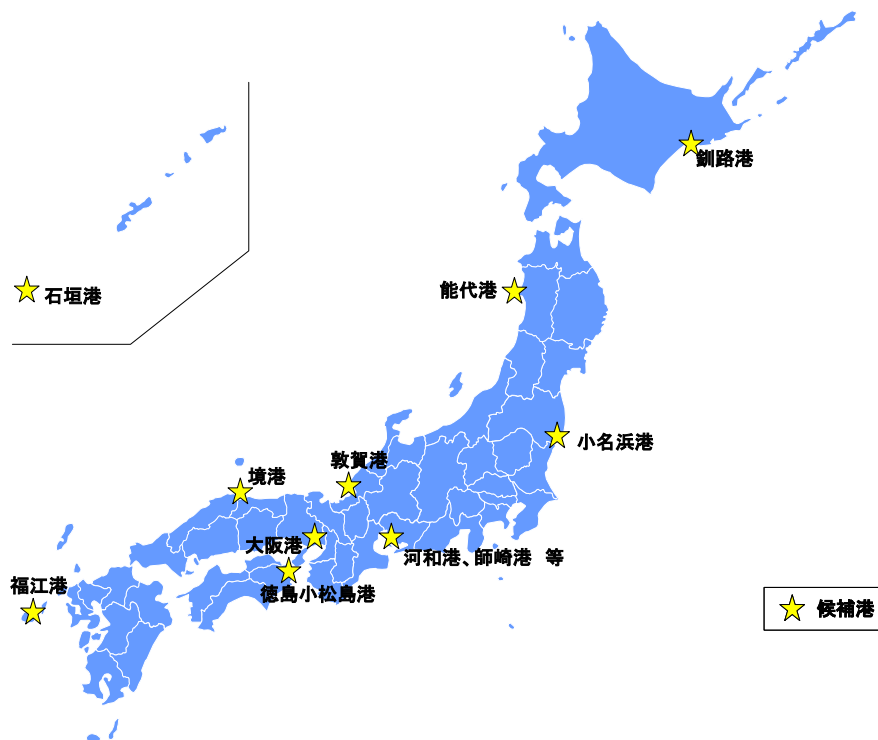 釧路港
石垣港
能代港
小名浜港
敦賀港
境港
大阪港
河和港、師崎港　等
福江港
徳島小松島港
候補港